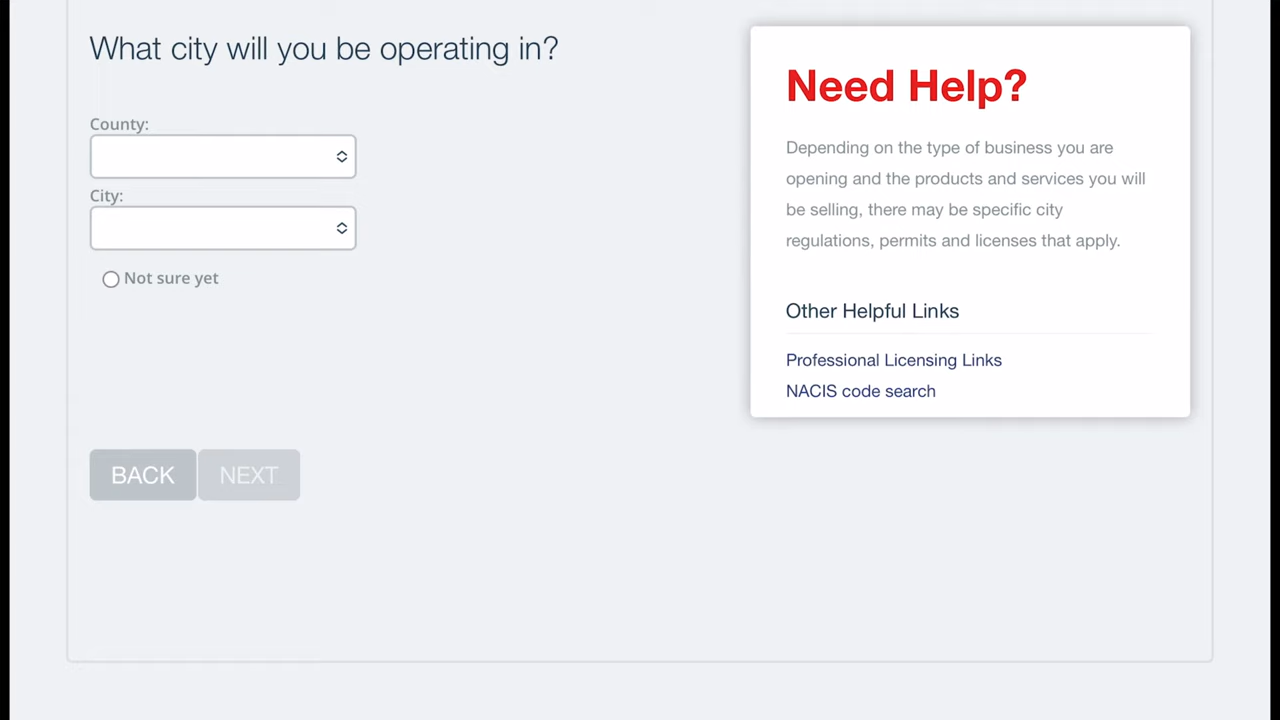 What city will you be operating in?
County:
City:
Not sure yet
BACK
NEXT
Need Help?
Depending on the type of business you are
opening and the products and services you will
be selling, there may be specific city
regulations, permits and licenses that apply.
Other Helpful Links
Professional Licensing Links
NACIS code search